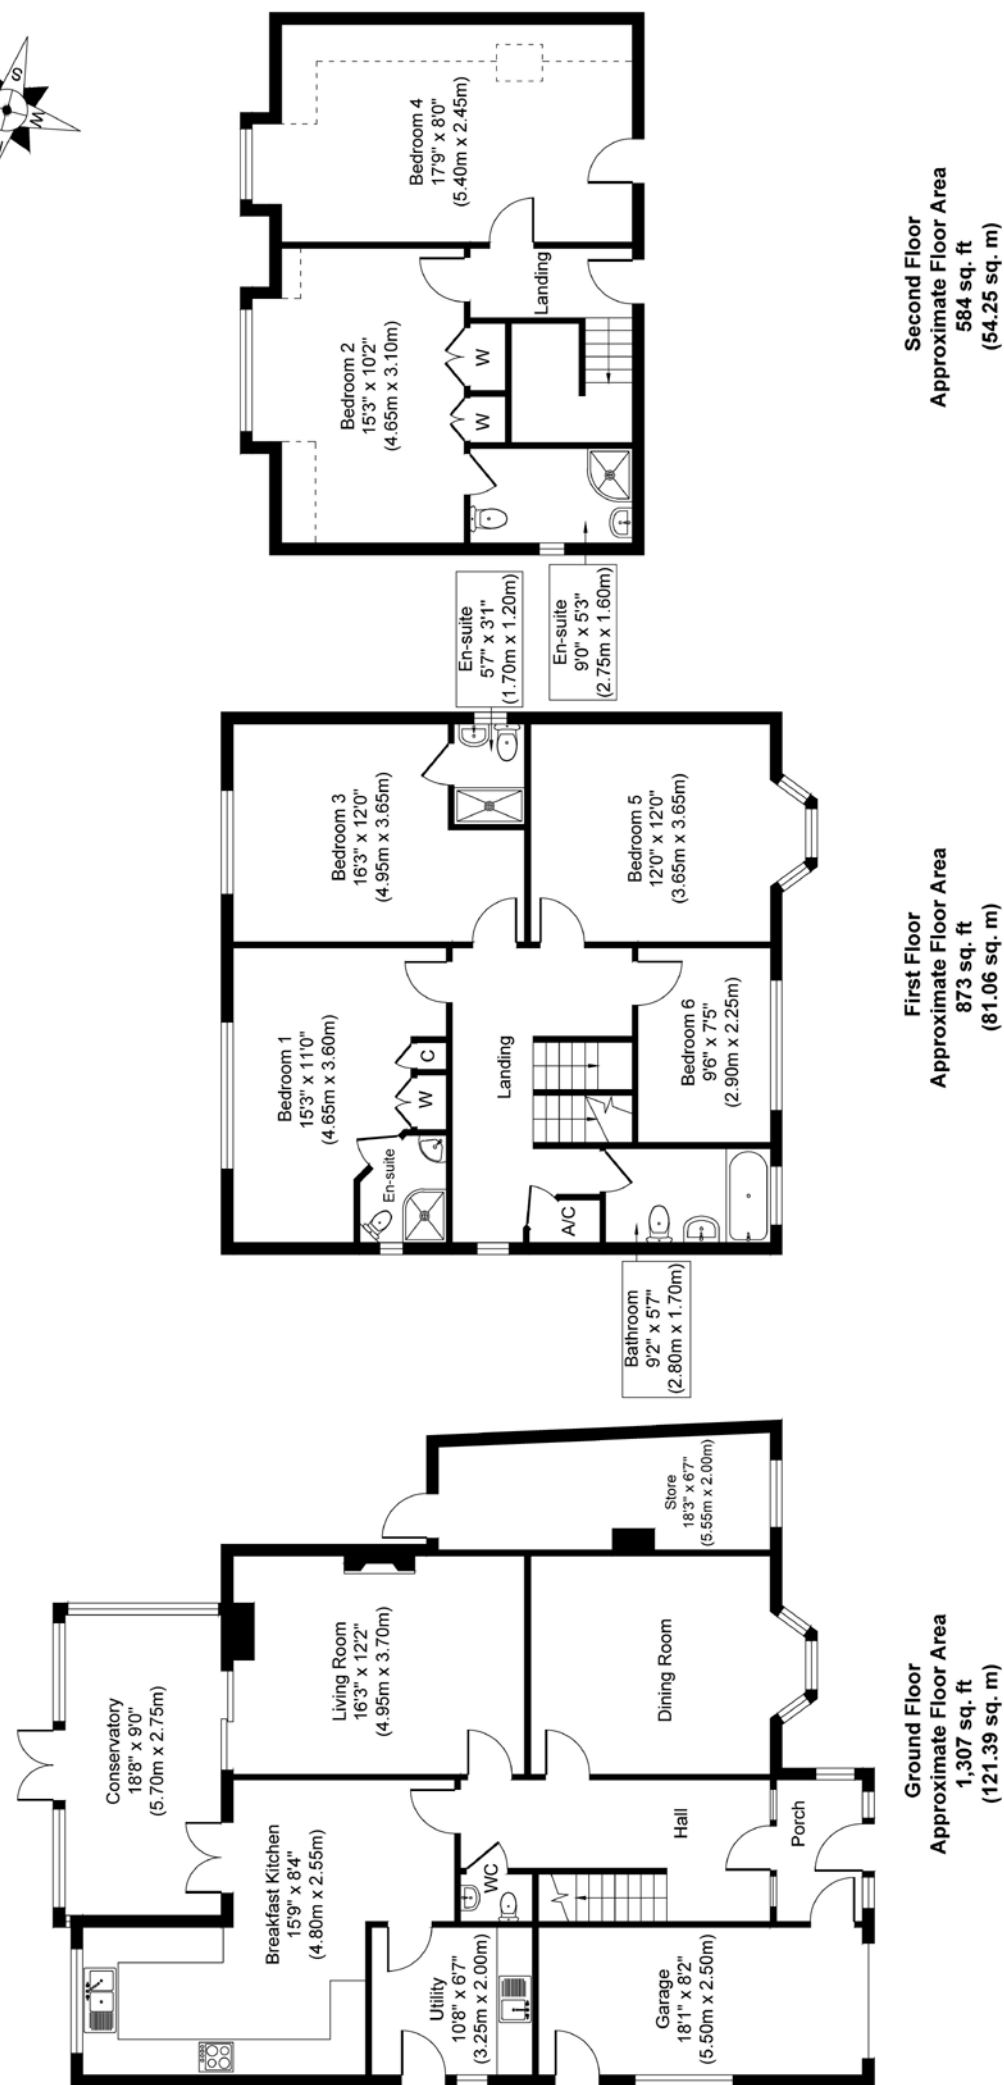 Conservatory
18'8" x 9'0"
(5.70m x 2.75m)
Breakfast Kitchen
15'9" x 8'4"
(4.80m x 2.55m)
Living Room
16'3" x 12'2"
(4.95m x 3.70m)
Utility
10'8" x 6'7"
(3.25m x 2.00m)
WC
Hall
Dining Room
Store
18'3" x 6'7"
(5.55m x 2.00m)
Garage
18'1" x 8'2"
(5.50m x 2.50m)
Porch
Ground Floor
Approximate Floor Area
1,307 sq. ft
(121.39 sq. m)
Bedroom 1
15'3" x 11'0"
(4.65m x 3.60m)
Bedroom 3
16'3" x 12'0"
(4.95m x 3.65m)
En-suite
W
C
En-suite
5'7" x 3'1"
(1.70m x 1.20m)
Landing
A/C
Bathroom
9'2" x 5'7"
(2.80m x 1.70m)
Bedroom 6
9'6" x 7'5"
(2.90m x 2.25m)
Bedroom 5
12'0" x 12'0"
(3.65m x 3.65m)
First Floor
Approximate Floor Area
873 sq. ft
(81.06 sq. m)
Bedroom 2
15'3" x 10'2"
(4.65m x 3.10m)
Bedroom 4
17'9" x 8'0"
(5.40m x 2.45m)
W
W
Landing
En-suite
9'0" x 5'3"
(2.75m x 1.60m)
Second Floor
Approximate Floor Area
584 sq. ft
(54.25 sq. m)
S
W